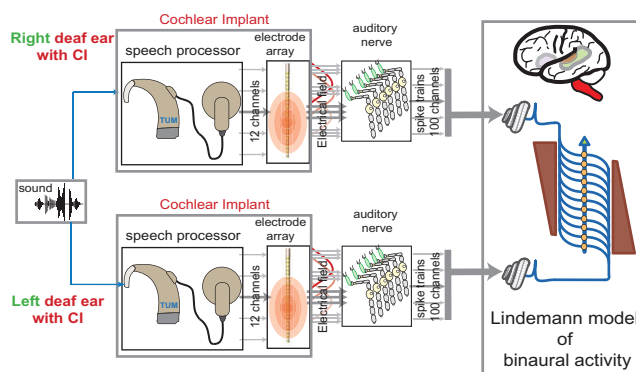 Cochlear Implant
Right deaf ear
with CI
speech processor
electrode
array
auditory
nerve
TUM
12 channels
Electrical field
spike trains
100 channels
sound
Cochlear Implant
speech processor
electrode
array
auditory
nerve
TUM
12 channels
Electrical field
spike trains
100 channels
Left deaf ear
with CI
Lindemann model
of
binaural activity